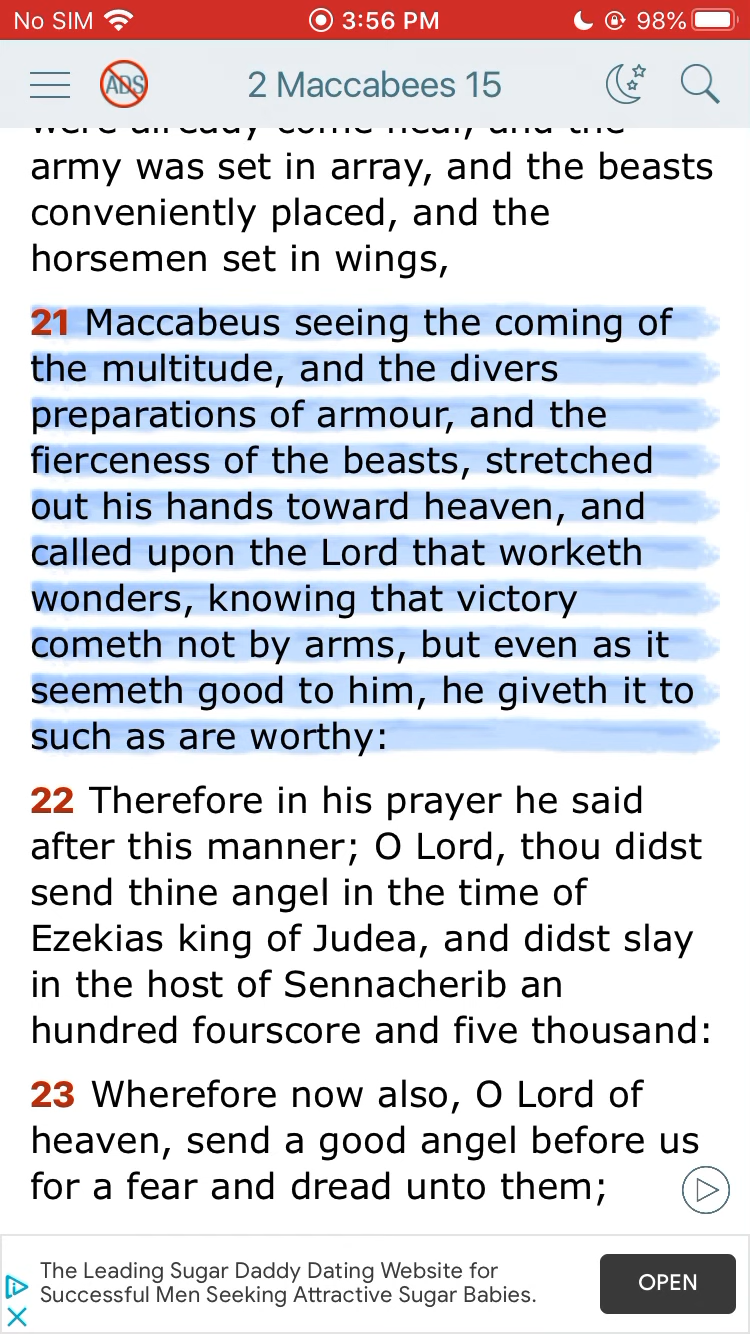 No SIM 3:56 PM 98%
ADS 2 Maccabees 15
were already come near, and the
army was set in array, and the beasts
conveniently placed, and the
horsemen set in wings,
21 Maccabeus seeing the coming of
the multitude, and the divers
preparations of armour, and the
fierceness of the beasts, stretched
out his hands toward heaven, and
called upon the Lord that worketh
wonders, knowing that victory
cometh not by arms, but even as it
seemeth good to him, he giveth it to
such as are worthy:
22 Therefore in his prayer he said
after this manner; O Lord, thou didst
send thine angel in the time of
Ezekias king of Judea, and didst slay
in the host of Sennacherib an
hundred fourscore and five thousand:
23 Wherefore now also, O Lord of
heaven, send a good angel before us
for a fear and dread unto them;
The Leading Sugar Daddy Dating Website for
Successful Men Seeking Attractive Sugar Babies.
OPEN